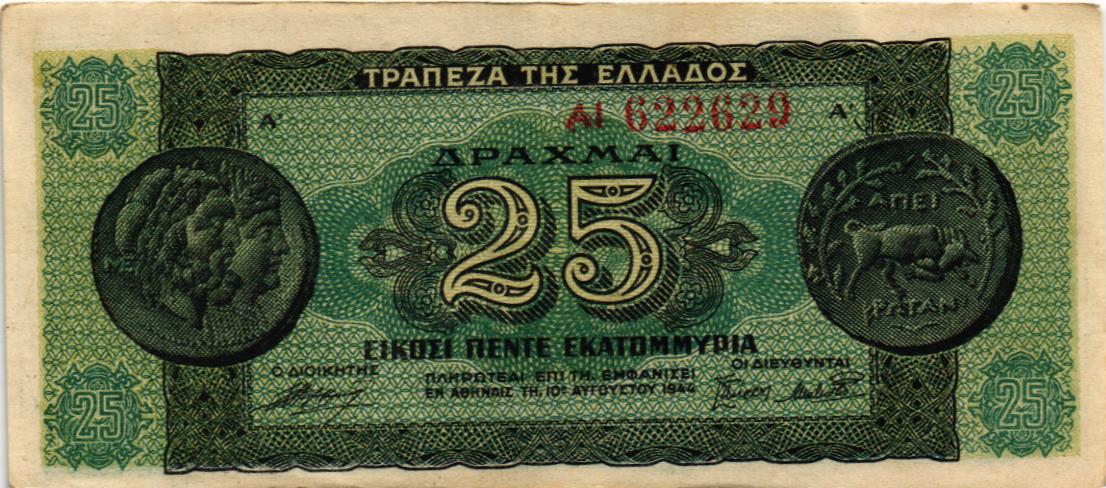 25 25
ΤΡΑΠΕΖΑ ΤΗΣ ΕΛΛΑΔΟΣ
ΑΙ 622629
Α' Α'
ΔΡΑΧΜΑΙ
25
ΑΠΕΙ
ΡΩΤΑΝ
ΕΙΚΟΣΙ ΠΕΝΤΕ ΕΚΑΤΟΜΜΥΡΙΑ
Ο ΔΙΟΙΚΗΤΗΣ ΟΙ ΔΙΕΥΘΥΝΤΑΙ
ΠΛΗΡΩΤΕΑΙ ΕΠΙ ΤΗ ΕΜΦΑΝΙΣΕΙ
ΕΝ ΑΘΗΝΑΙΣ ΤΗ, 10ῃ ΑΥΓΟΥΣΤΟΥ 1944
25 25